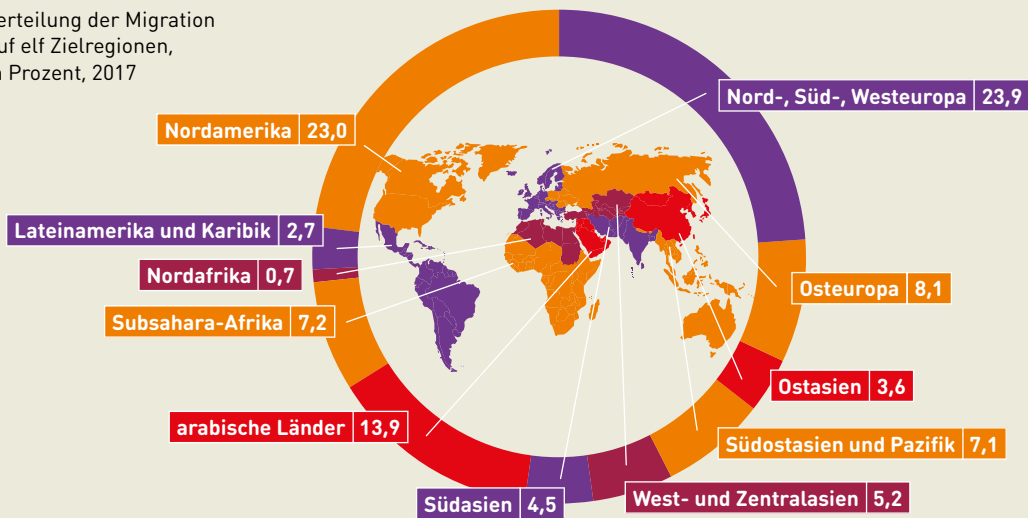 erteilung der Migration
uf elf Zielregionen,
Prozent, 2017
Nord-, Süd-, Westeuropa 23,9
Nordamerika 23,0
Lateinamerika und Karibik 2,7
Nordafrika 0,7
Osteuropa 8,1
Subsahara-Afrika 7,2
Ostasien 3,6
arabische Länder 13,9
Südostasien und Pazifik 7,1
Südasien 4,5
West- und Zentralasien 5,2